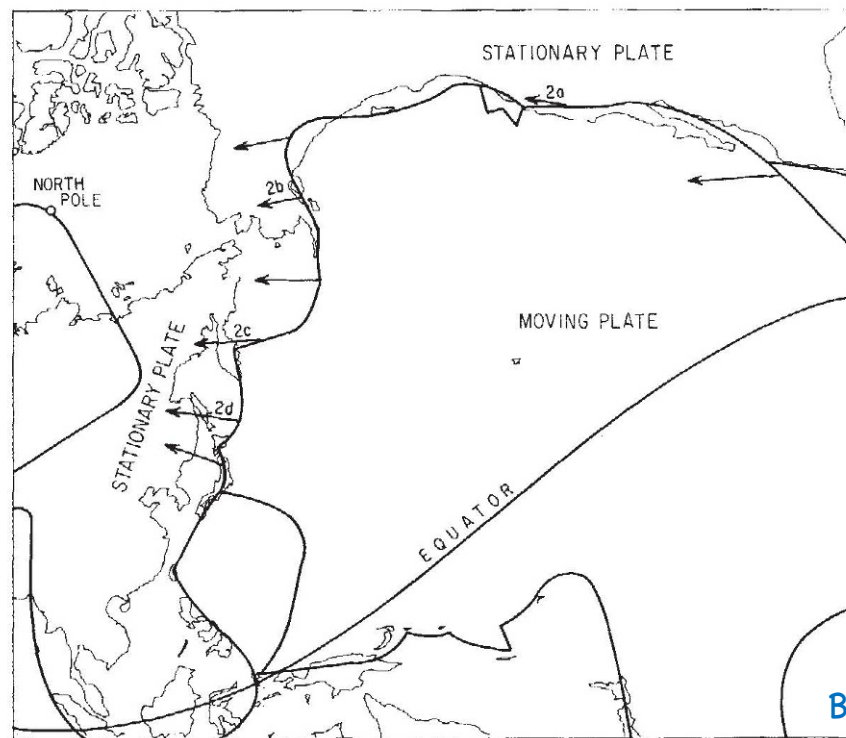 STATIONARY PLATE
2a
NORTH
POLE
2b
MOVING PLATE
2c
STATIONARY PLATE
2d
EQUATOR
B